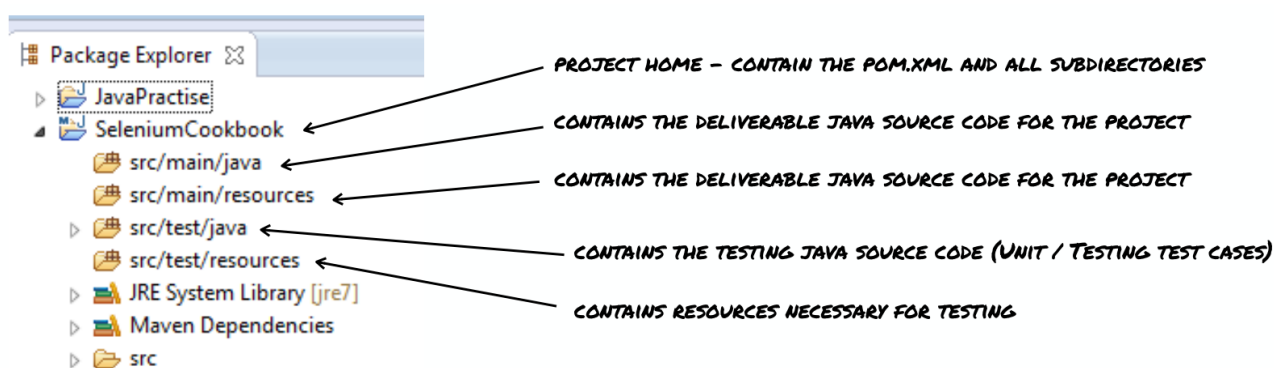 Package Explorer
JavaPractise
PROJECT HOME – CONTAIN THE POM.XML AND ALL SUBDIRECTORIES
SeleniumCookbook
CONTAINS THE DELIVERABLE JAVA SOURCE CODE FOR THE PROJECT
src/main/java
CONTAINS THE DELIVERABLE JAVA SOURCE CODE FOR THE PROJECT
src/main/resources
src/test/java
CONTAINS THE TESTING JAVA SOURCE CODE (UNIT / TESTING TEST CASES)
src/test/resources
CONTAINS RESOURCES NECESSARY FOR TESTING
JRE System Library [jre7]
Maven Dependencies
src